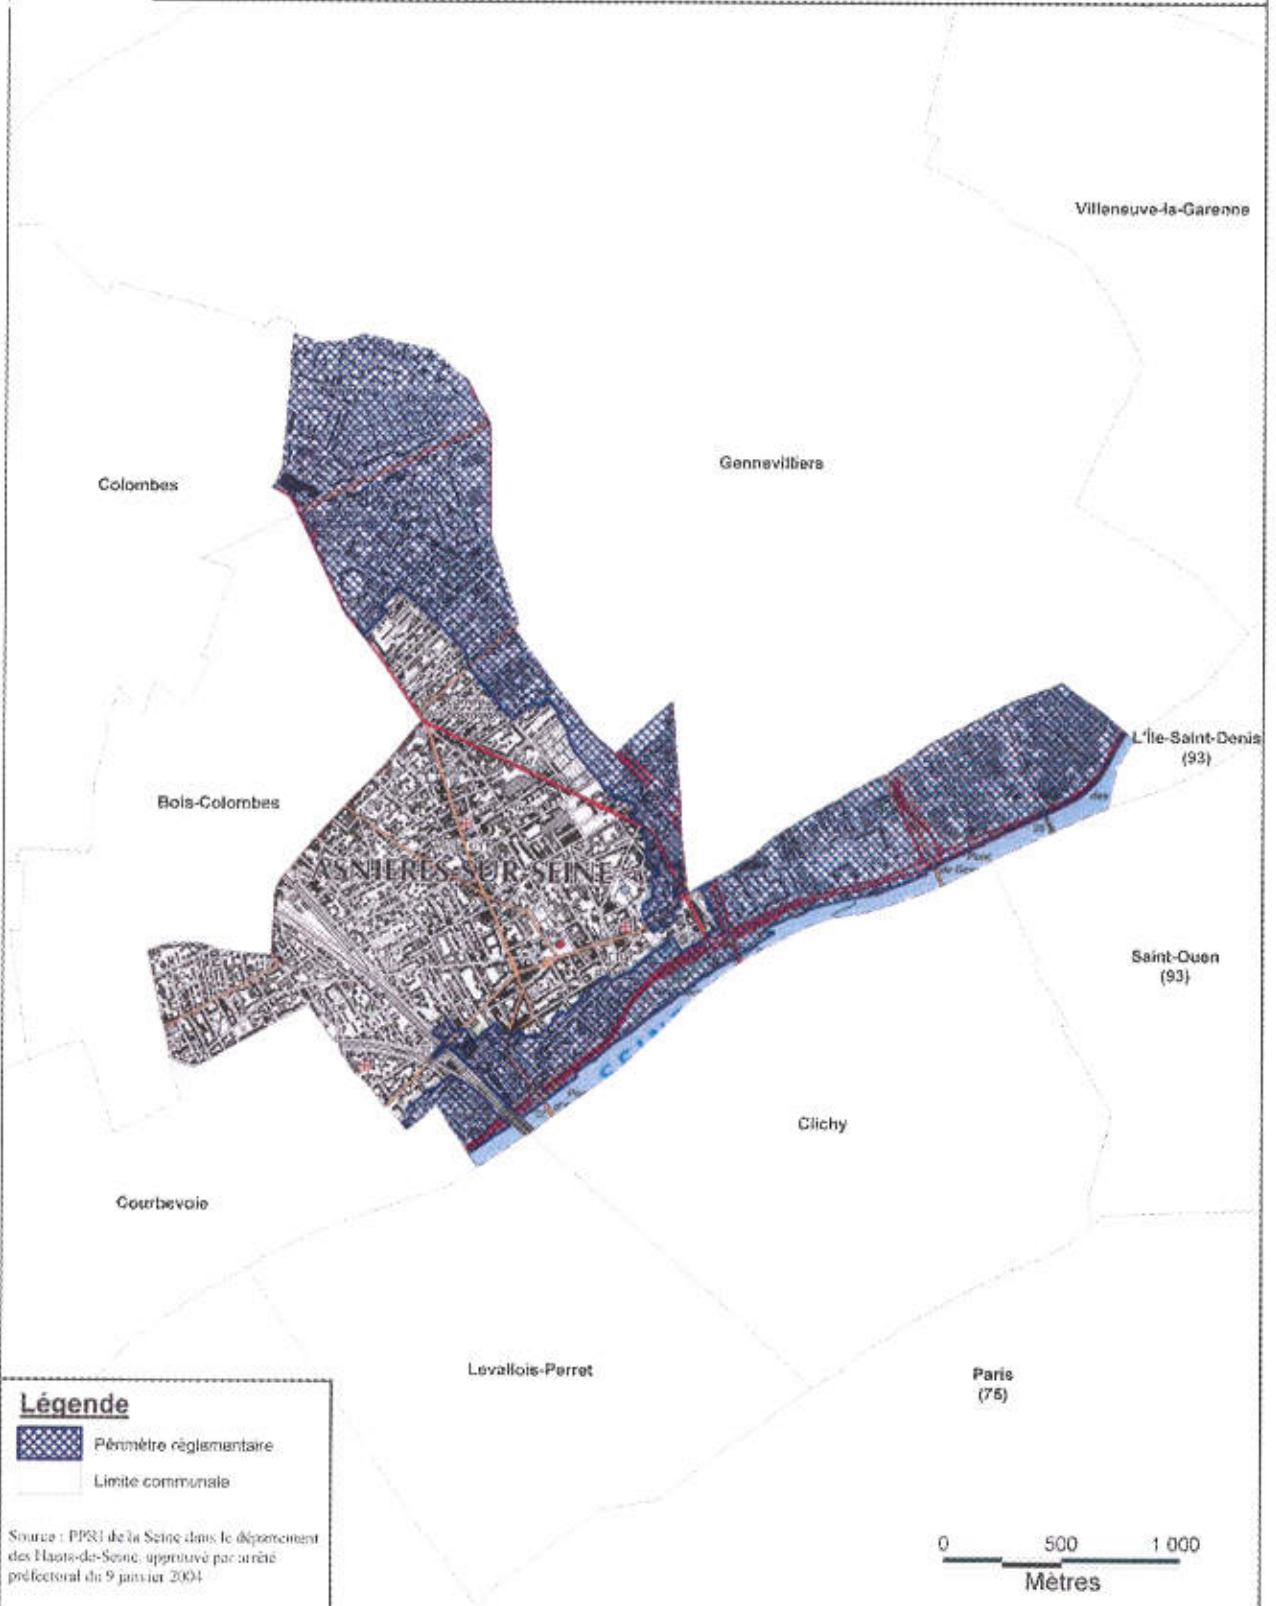 Villeneuve-la-Garenne
Gennevilliers
Colombes
L'Île-Saint-Denis
(93)
Bois-Colombes
ASNIERES-SUR-SEINE
Saint-Ouen
(93)
SEINE
Clichy
Courbevoie
Levallois-Perret
Paris
(75)
Légende
Périmètre réglementaire
Limite communale
Source : PPRI de la Seine dans le département
des Hauts-de-Seine, approuvé par arrêté
préfectoral du 9 janvier 2004
0 500 1 000
Mètres